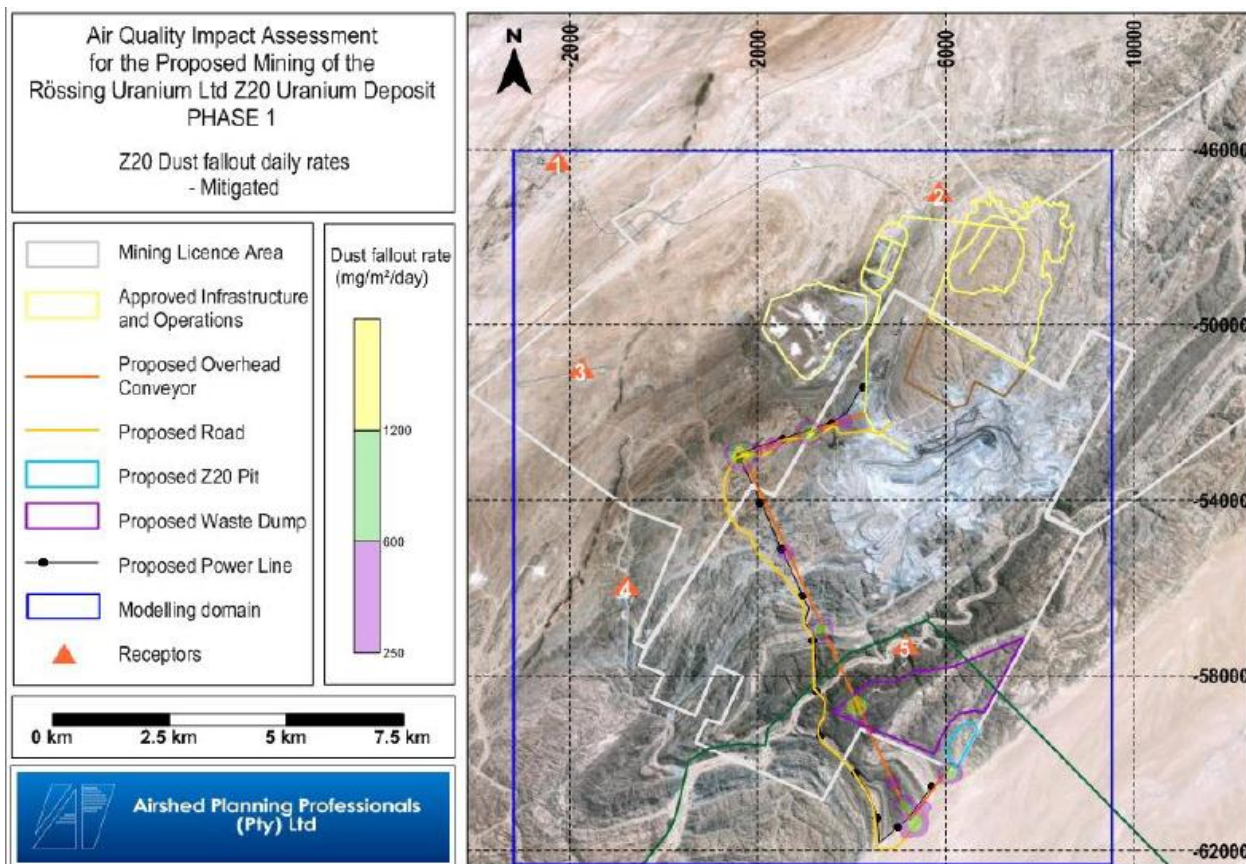 Air Quality Impact Assessment
for the Proposed Mining of the
Rössing Uranium Ltd Z20 Uranium Deposit
PHASE 1
Z20 Dust fallout daily rates
- Mitigated
Mining Licence Area
Approved Infrastructure
and Operations
Proposed Overhead
Conveyor
Proposed Road
Proposed Z20 Pit
Proposed Waste Dump
Proposed Power Line
Modelling domain
Receptors
Dust fallout rate
(mg/m²/day)
1200
600
250
0 km 2.5 km 5 km 7.5 km
Airshed Planning Professionals
(Pty) Ltd
N
-2000
2000
6000
10000
-46000
-50000
-54000
-58000
-62000
1
2
3
4
5